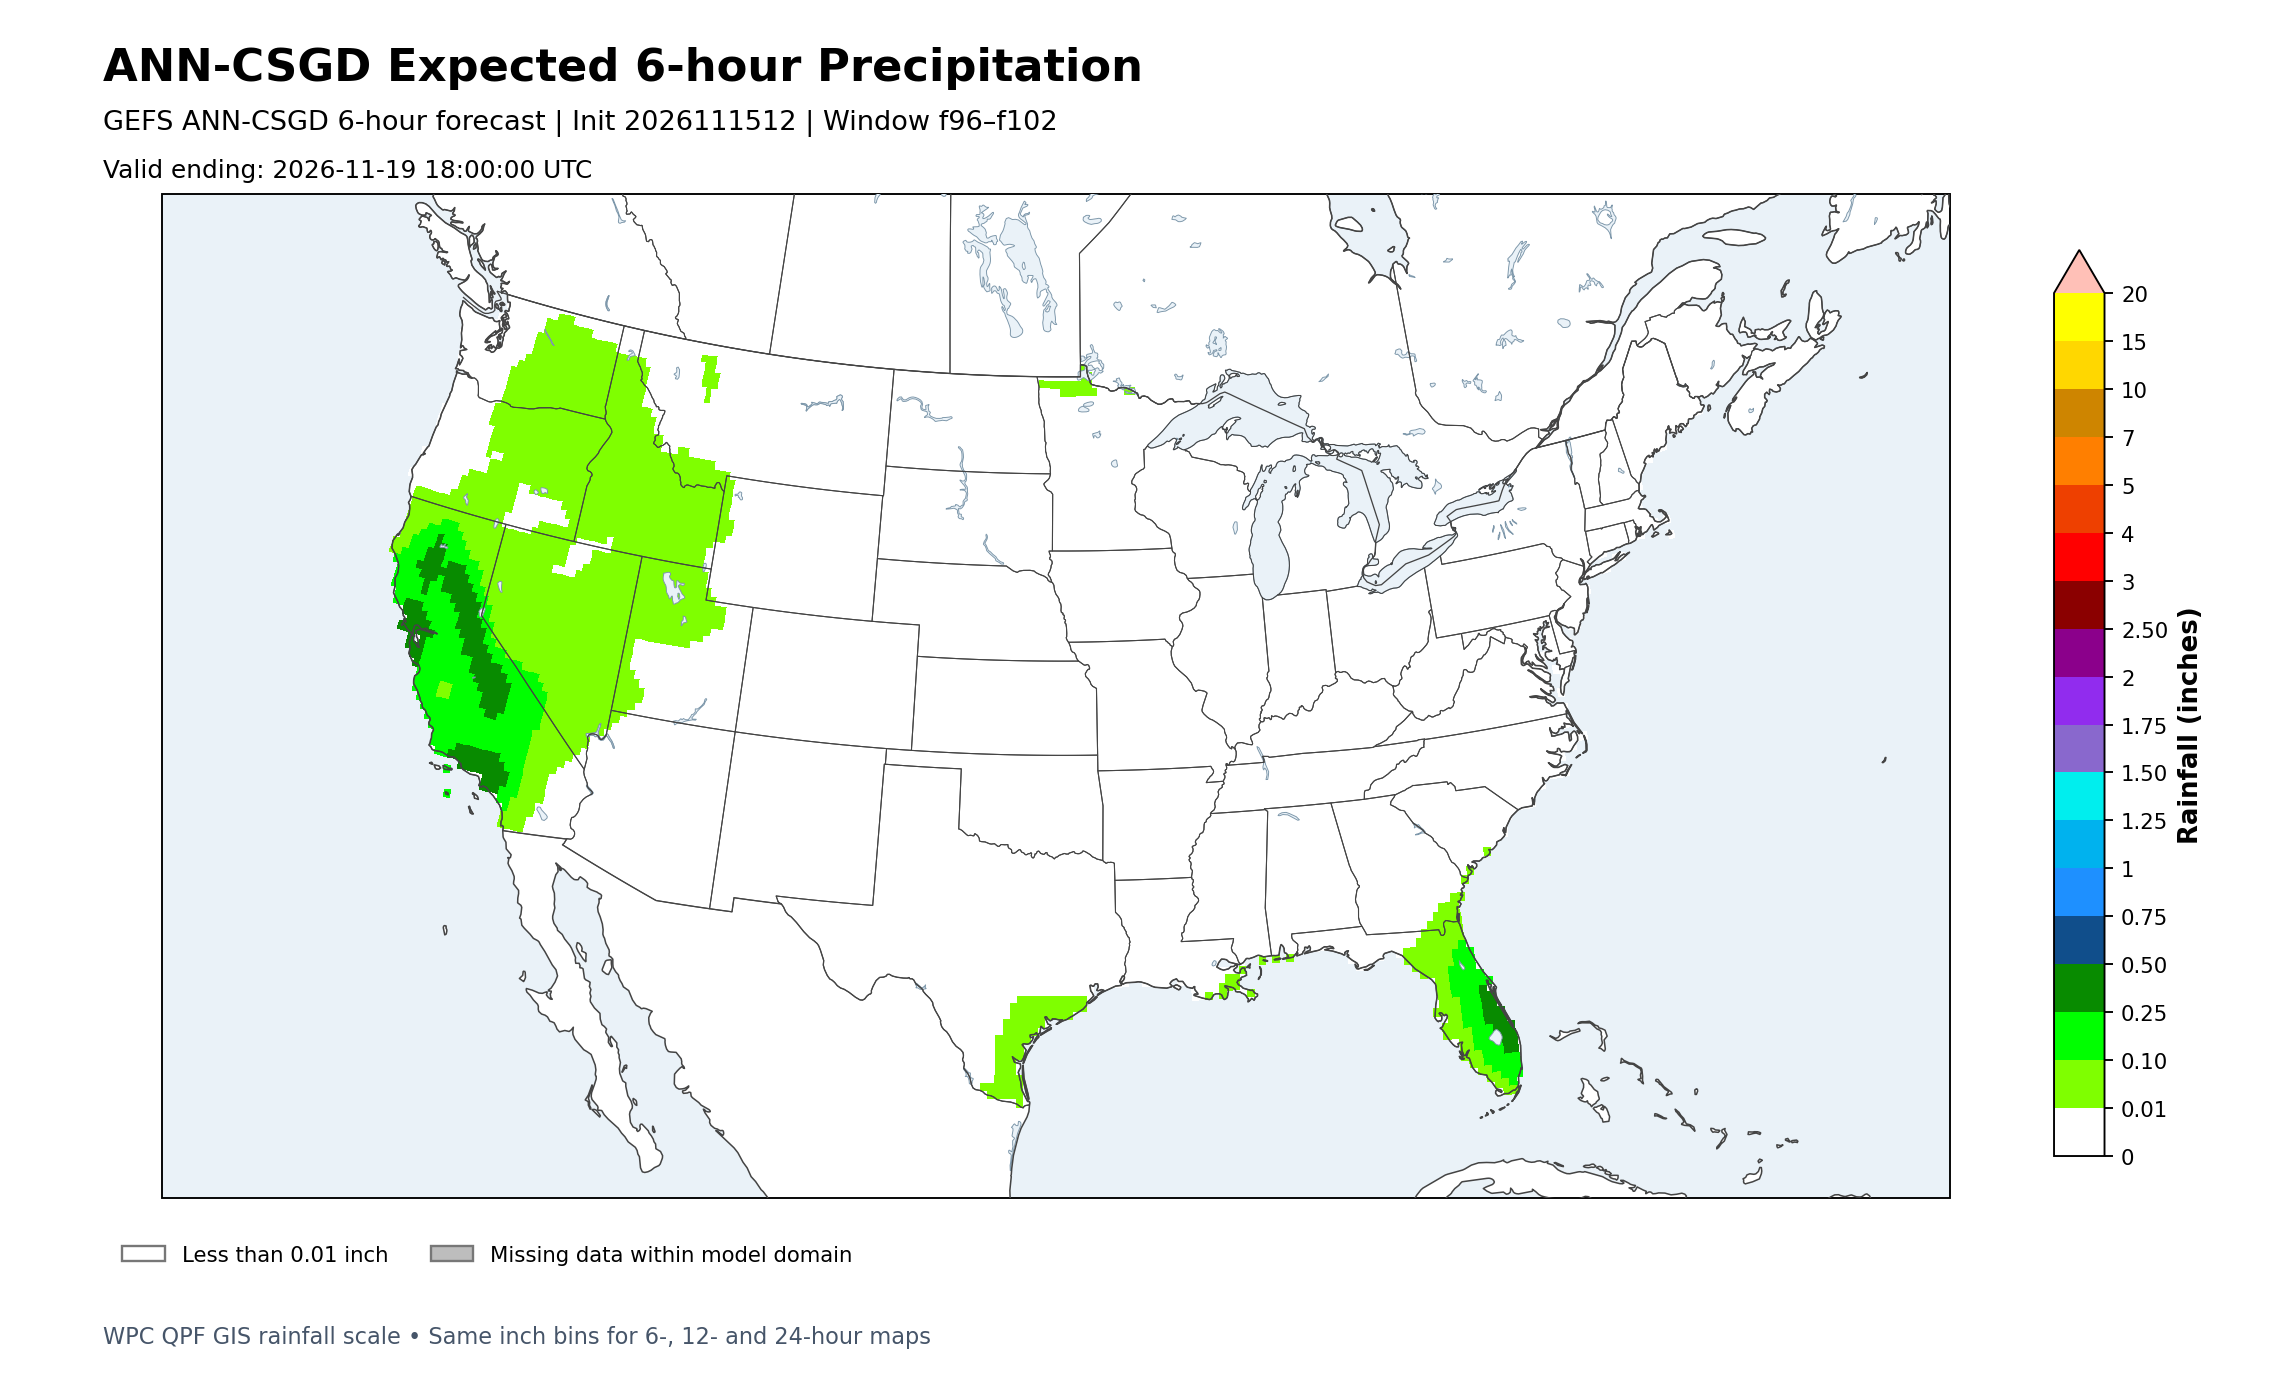 ANN-CSGD Expected 6-hour Precipitation
GEFS ANN-CSGD 6-hour forecast | Init 2026111512 | Window f96–f102
Valid ending: 2026-11-19 18:00:00 UTC
20
15
10
7
5
4
3
2.50
2
1.75
1.50
1.25
1
0.75
0.50
0.25
0.10
0.01
0
Rainfall (inches)
Less than 0.01 inch
Missing data within model domain
WPC QPF GIS rainfall scale • Same inch bins for 6-, 12- and 24-hour maps